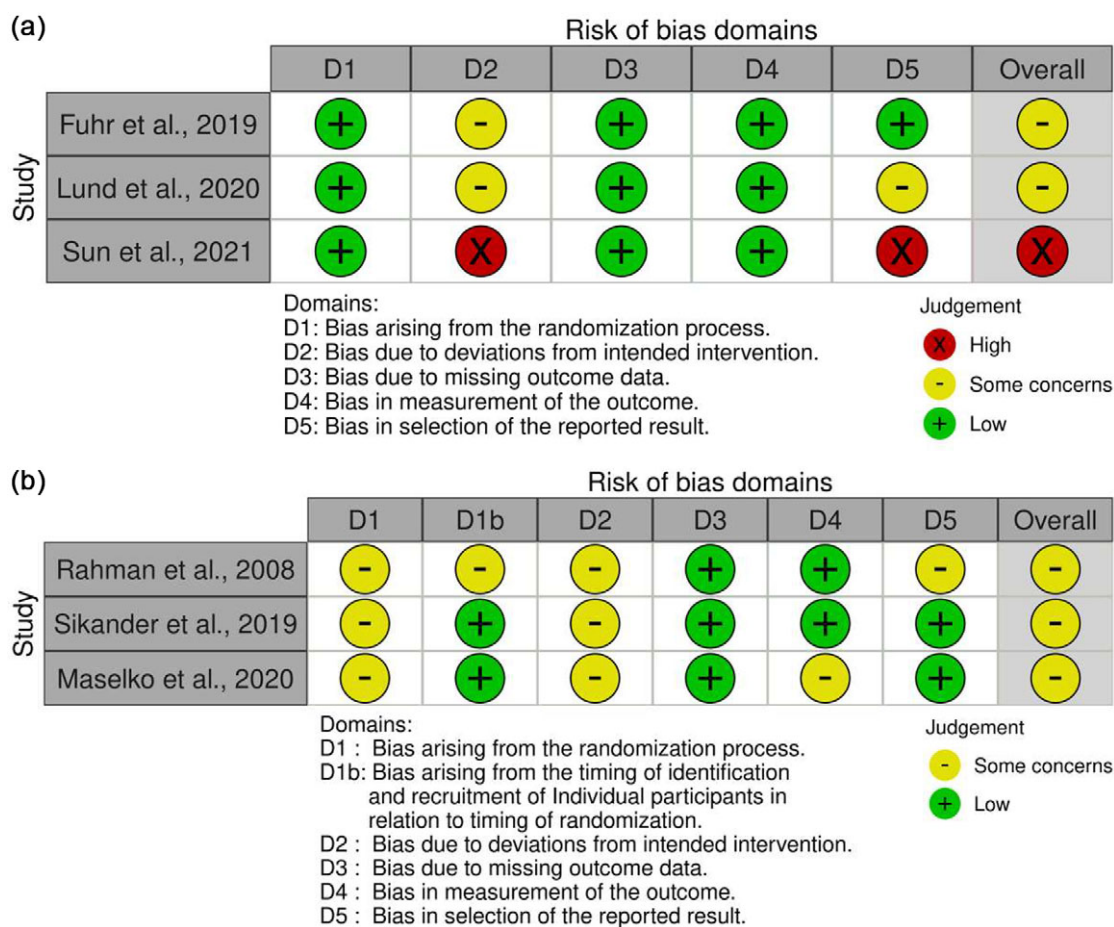 (a)
Risk of bias domains
D1 D2 D3 D4 D5 Overall
Study
Fuhr et al., 2019 + - + + + -
Lund et al., 2020 + - + + - -
Sun et al., 2021 + X + + X X
Domains:
D1: Bias arising from the randomization process.
D2: Bias due to deviations from intended intervention.
D3: Bias due to missing outcome data.
D4: Bias in measurement of the outcome.
D5: Bias in selection of the reported result.
Judgement
X High
- Some concerns
+ Low
(b)
Risk of bias domains
D1 D1b D2 D3 D4 D5 Overall
Study
Rahman et al., 2008 - - - + + - -
Sikander et al., 2019 - + - + + + -
Maselko et al., 2020 - + - + - + -
Domains:
D1 : Bias arising from the randomization process.
D1b: Bias arising from the timing of identification
and recruitment of Individual participants in
relation to timing of randomization.
D2 : Bias due to deviations from intended intervention.
D3 : Bias due to missing outcome data.
D4 : Bias in measurement of the outcome.
D5 : Bias in selection of the reported result.
Judgement
- Some concerns
+ Low